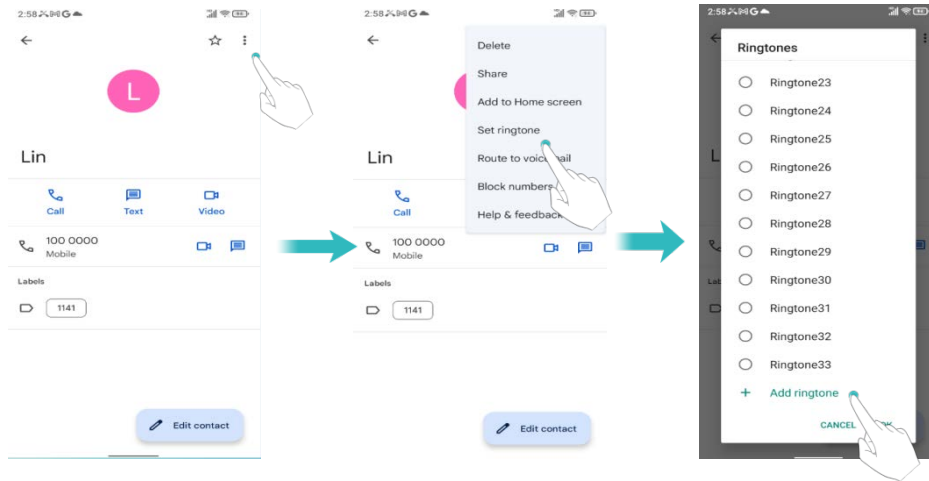 2:58
L
Lin
Call Text Video
100 0000
Mobile
Labels
1141
Edit contact
2:58
Delete
Share
Add to Home screen
Set ringtone
Route to voicemail
Block numbers
Help & feedback
Lin
Call
100 0000
Mobile
Labels
1141
Edit contact
2:58
Ringtones
Ringtone23
Ringtone24
Ringtone25
Ringtone26
Ringtone27
Ringtone28
Ringtone29
Ringtone30
Ringtone31
Ringtone32
Ringtone33
+ Add ringtone
CANCEL